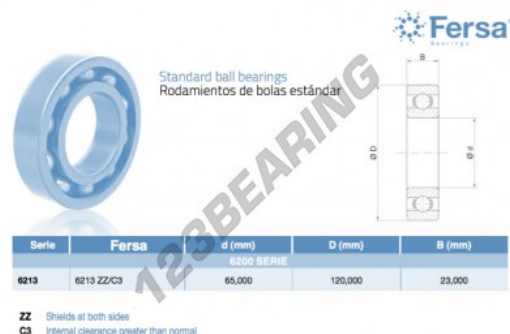 Fersa
Bearings
Standard ball bearings
Rodamientos de bolas estándar
B
Ø D
Ø d
123BEARING
Serie Fersa d (mm) D (mm) B (mm)
6200 SERIE
6213 6213 ZZ/C3 65,000 120,000 23,000
ZZ Shields at both sides
C3 Internal clearance greater than normal